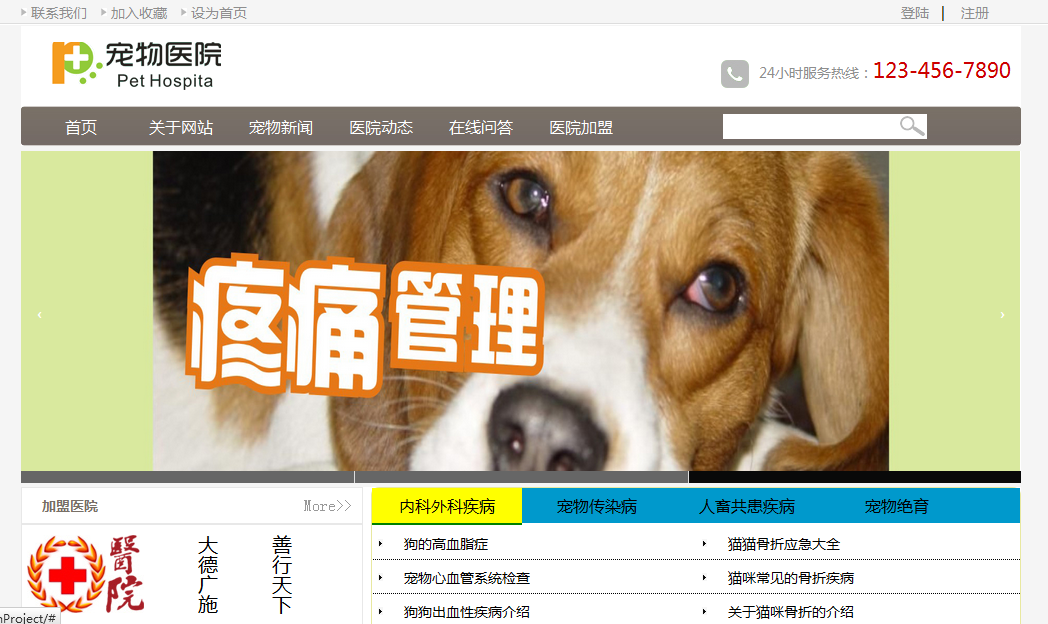 联系我们 加入收藏 设为首页 登陆 注册
宠物医院
Pet Hospita
24小时服务热线：123-456-7890
首页 关于网站 宠物新闻 医院动态 在线问答 医院加盟
疼痛管理
加盟医院 More>>
内科外科疾病 宠物传染病 人畜共患疾病 宠物绝育
醫院
大德广施
善行天下
狗的高血脂症 猫猫骨折应急大全
宠物心血管系统检查 猫咪常见的骨折疾病
狗狗出血性疾病介绍 关于猫咪骨折的介绍
nProject/#